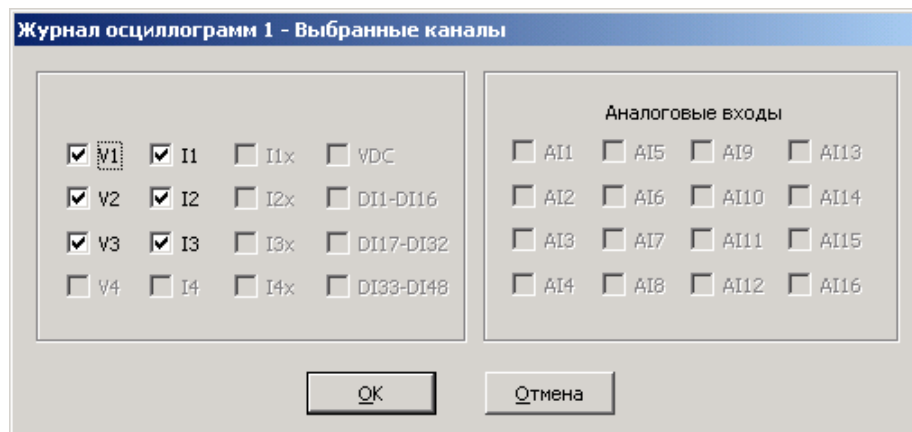 Журнал осциллограмм 1 - Выбранные каналы
Аналоговые входы
V1 I1 I1x VDC AI1 AI5 AI9 AI13
V2 I2 I2x DI1-DI16 AI2 AI6 AI10 AI14
V3 I3 I3x DI17-DI32 AI3 AI7 AI11 AI15
V4 I4 I4x DI33-DI48 AI4 AI8 AI12 AI16
OK Отмена